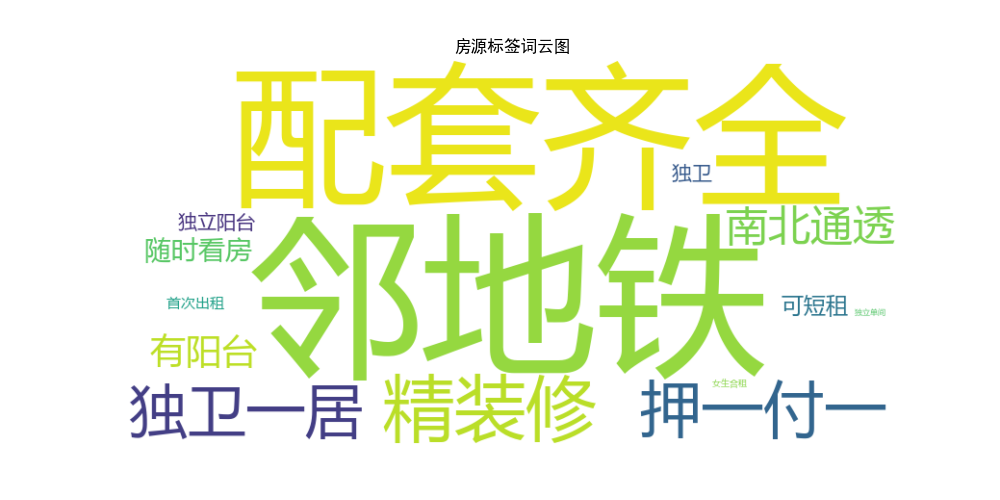 房源标签词云图
配套齐全
独卫
独立阳台
南北通透
随时看房
邻地铁
首次出租
可短租
独立单间
有阳台
女生合租
独卫一居
精装修
押一付一